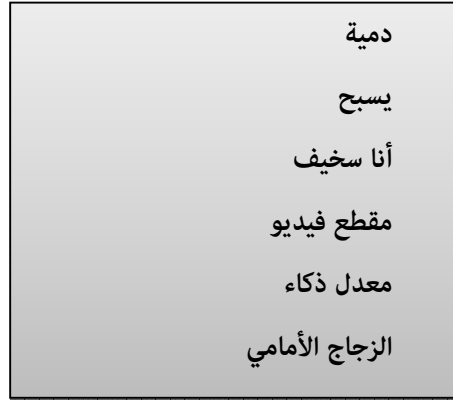 دمية
يسبح
أنا سخيف
مقطع فيديو
معدل ذكاء
الزجاج الأمامي